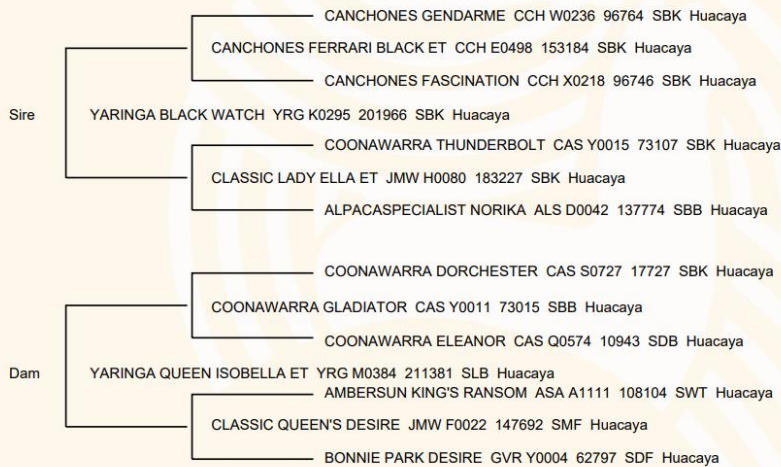 CANCHONES GENDARME CCH W0236 96764 SBK Huacaya
CANCHONES FERRARI BLACK ET CCH E0498 153184 SBK Huacaya
CANCHONES FASCINATION CCH X0218 96746 SBK Huacaya
Sire YARINGA BLACK WATCH YRG K0295 201966 SBK Huacaya
COONAWARRA THUNDERBOLT CAS Y0015 73107 SBK Huacaya
CLASSIC LADY ELLA ET JMW H0080 183227 SBK Huacaya
ALPACASPECIALIST NORIKA ALS D0042 137774 SBB Huacaya
COONAWARRA DORCHESTER CAS S0727 17727 SBK Huacaya
COONAWARRA GLADIATOR CAS Y0011 73015 SBB Huacaya
COONAWARRA ELEANOR CAS Q0574 10943 SDB Huacaya
Dam YARINGA QUEEN ISOBELLA ET YRG M0384 211381 SLB Huacaya
AMBERSUN KING'S RANSOM ASA A1111 108104 SWT Huacaya
CLASSIC QUEEN'S DESIRE JMW F0022 147692 SMF Huacaya
BONNIE PARK DESIRE GVR Y0004 62797 SDF Huacaya